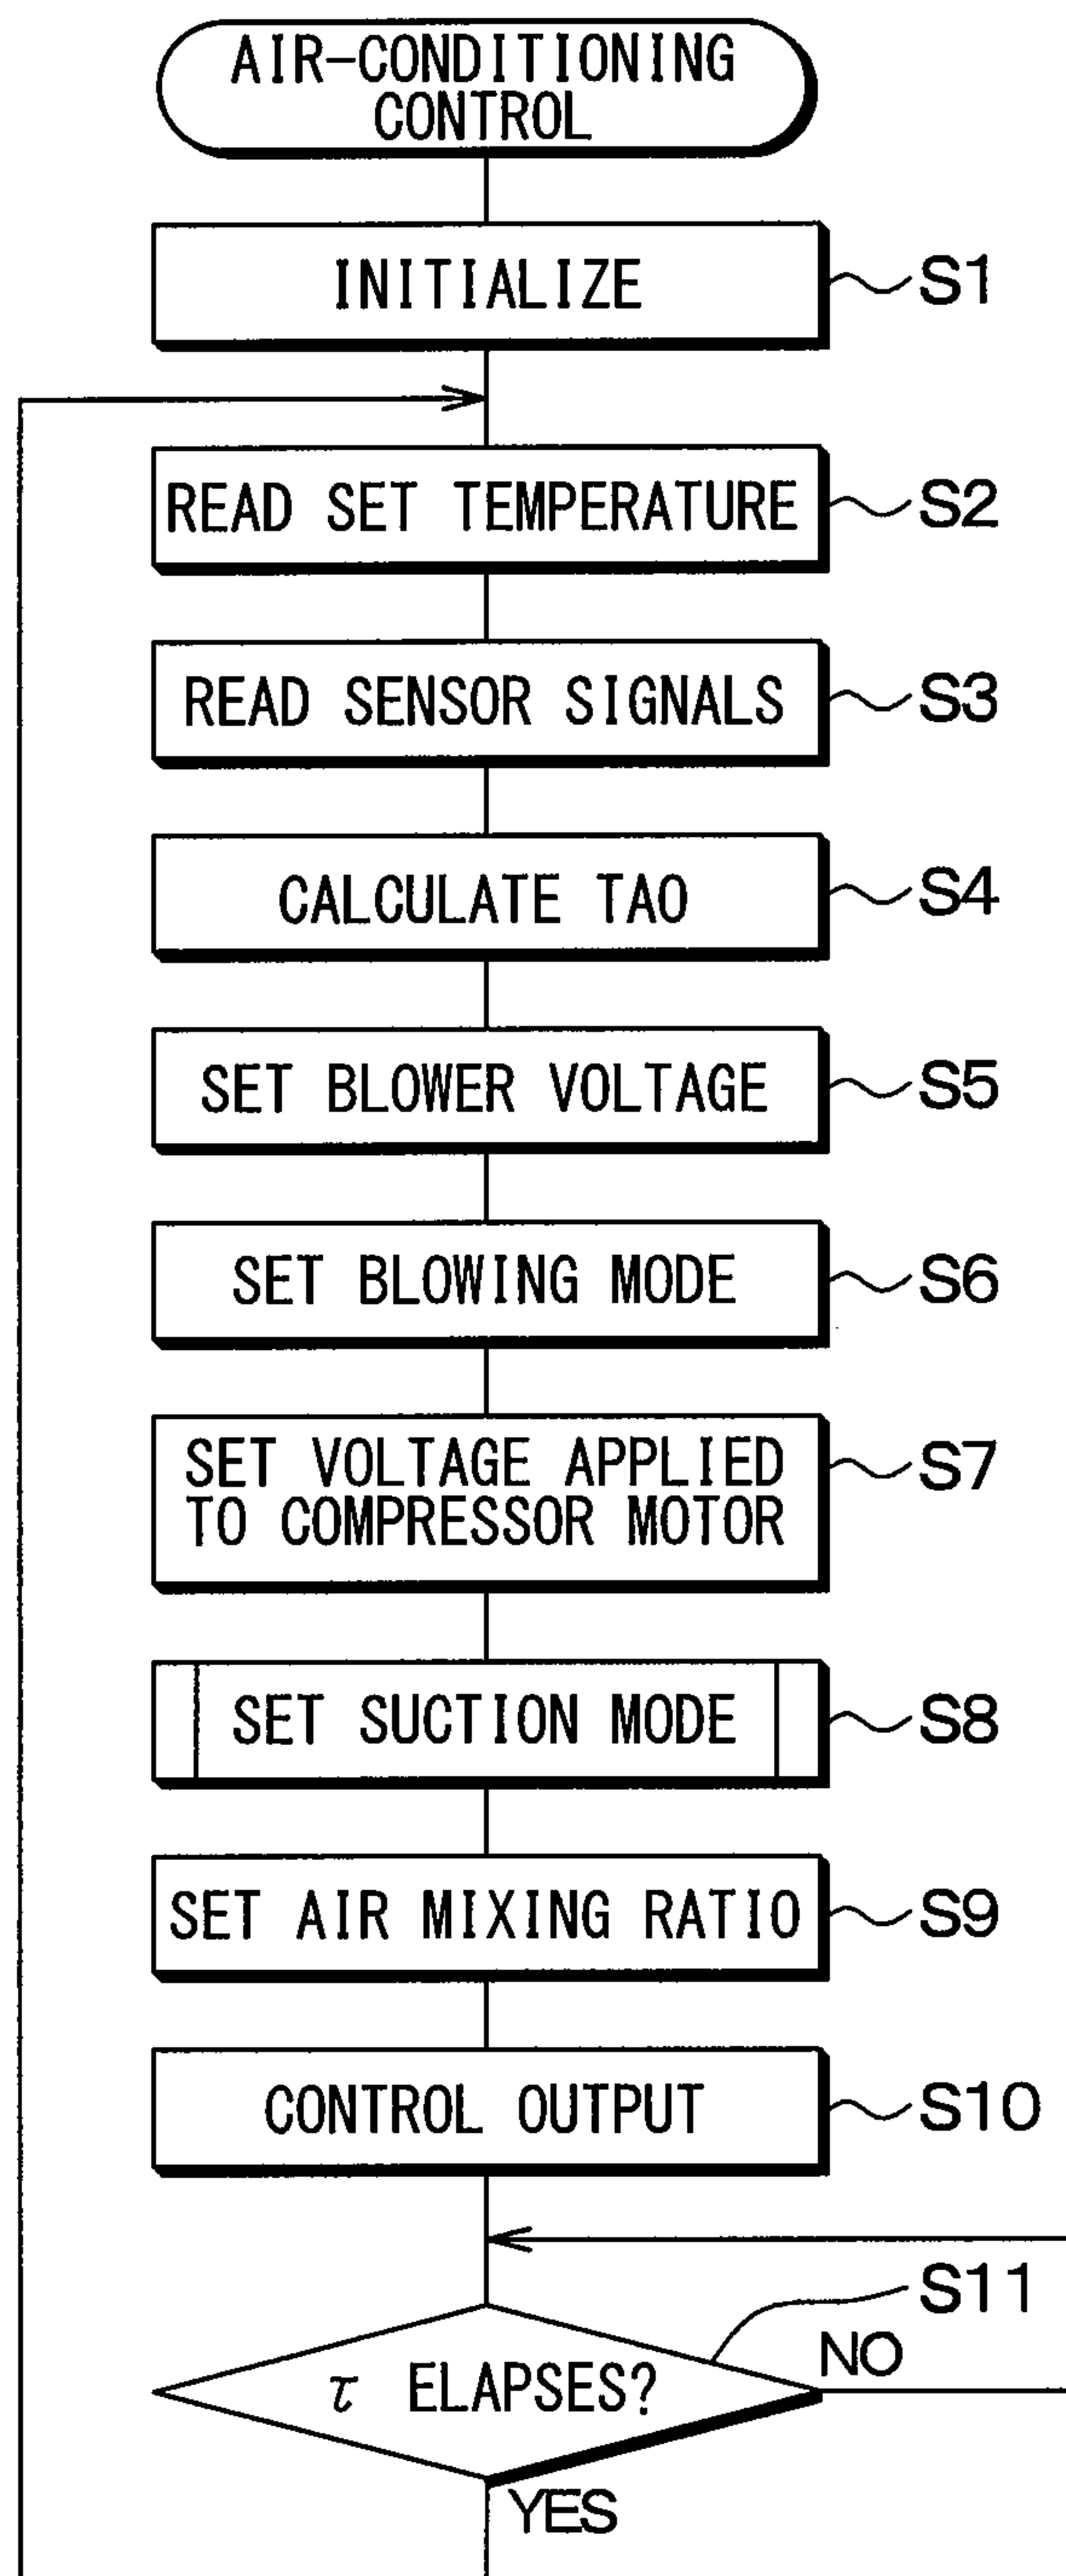 AIR-CONDITIONING
CONTROL
INITIALIZE
S1
READ SET TEMPERATURE
S2
READ SENSOR SIGNALS
S3
CALCULATE TAO
S4
SET BLOWER VOLTAGE
S5
SET BLOWING MODE
S6
SET VOLTAGE APPLIED
TO COMPRESSOR MOTOR
S7
SET SUCTION MODE
S8
SET AIR MIXING RATIO
S9
CONTROL OUTPUT
S10
S11
τ ELAPSES?
NO
YES